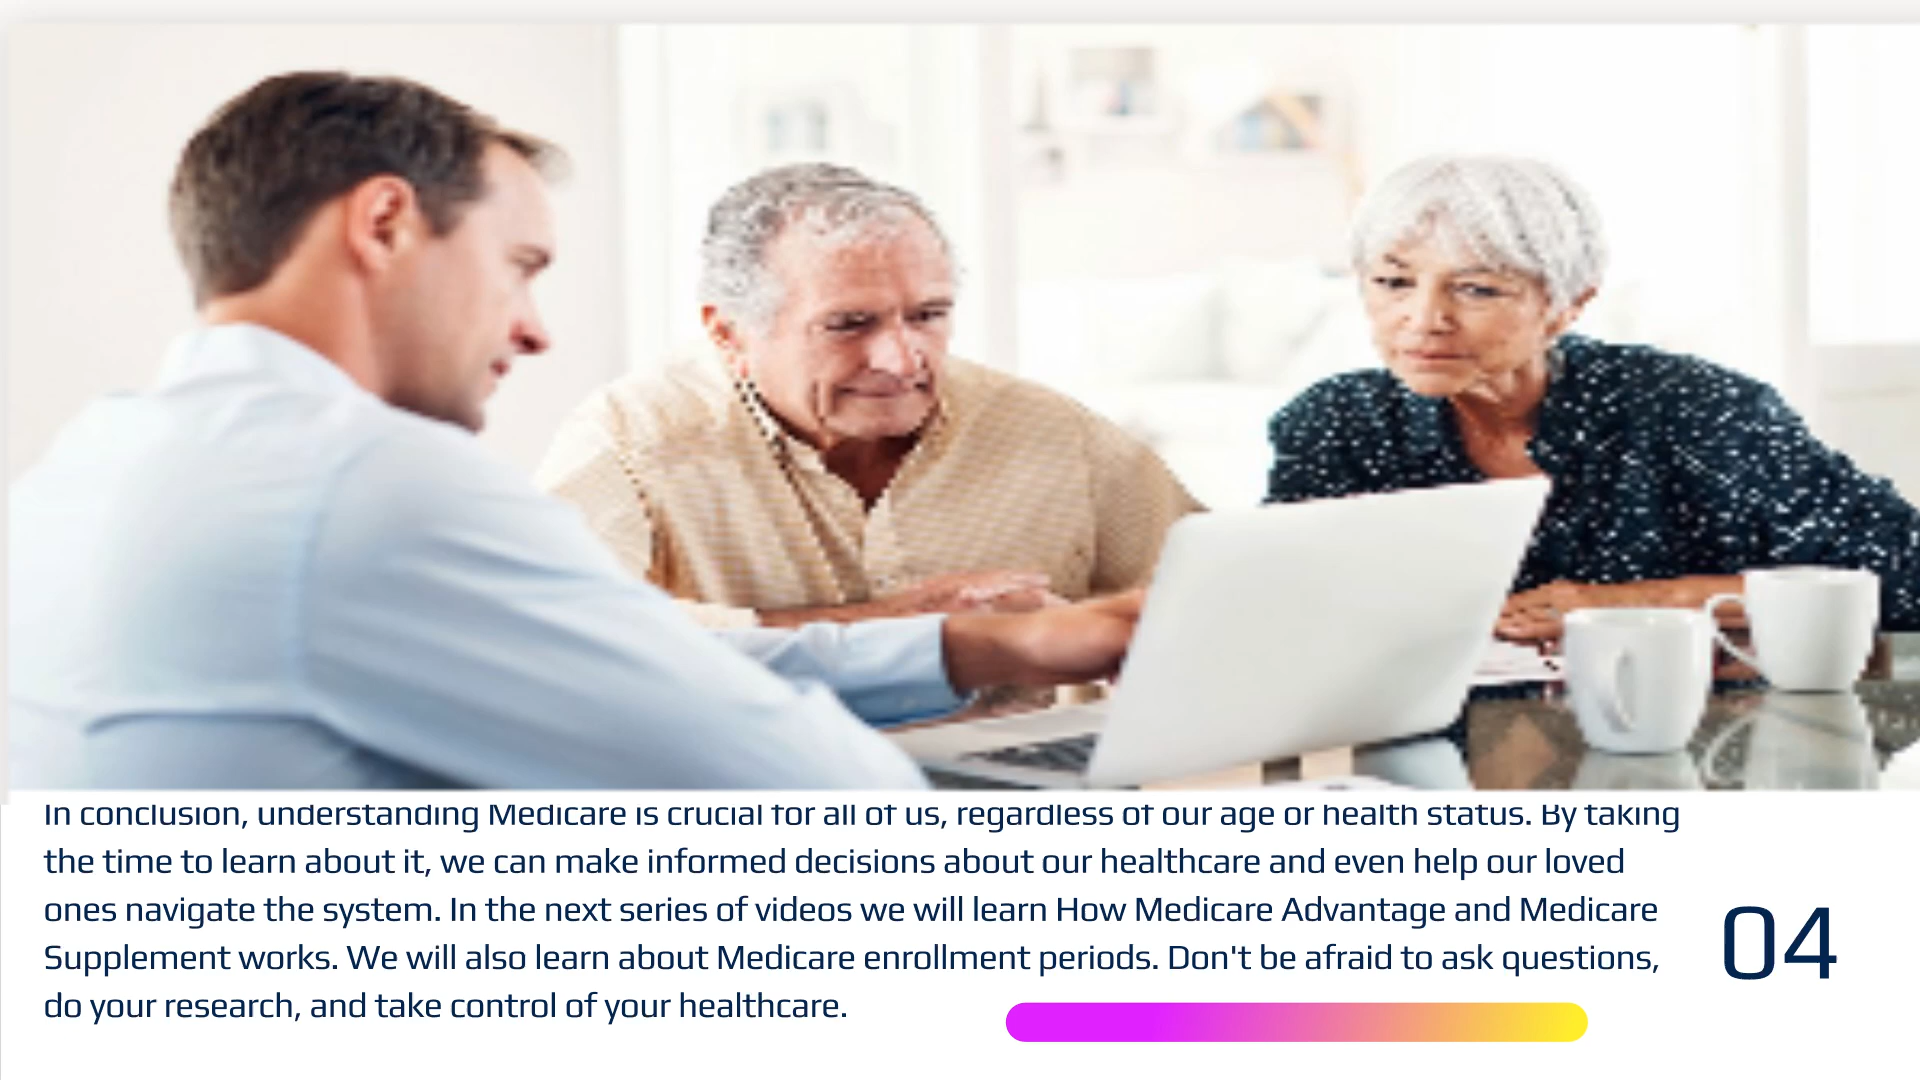 In conclusion, understanding Medicare is crucial for all of us, regardless of our age or health status. By taking
the time to learn about it, we can make informed decisions about our healthcare and even help our loved
ones navigate the system. In the next series of videos we will learn How Medicare Advantage and Medicare
Supplement works. We will also learn about Medicare enrollment periods. Don't be afraid to ask questions,
do your research, and take control of your healthcare.
04